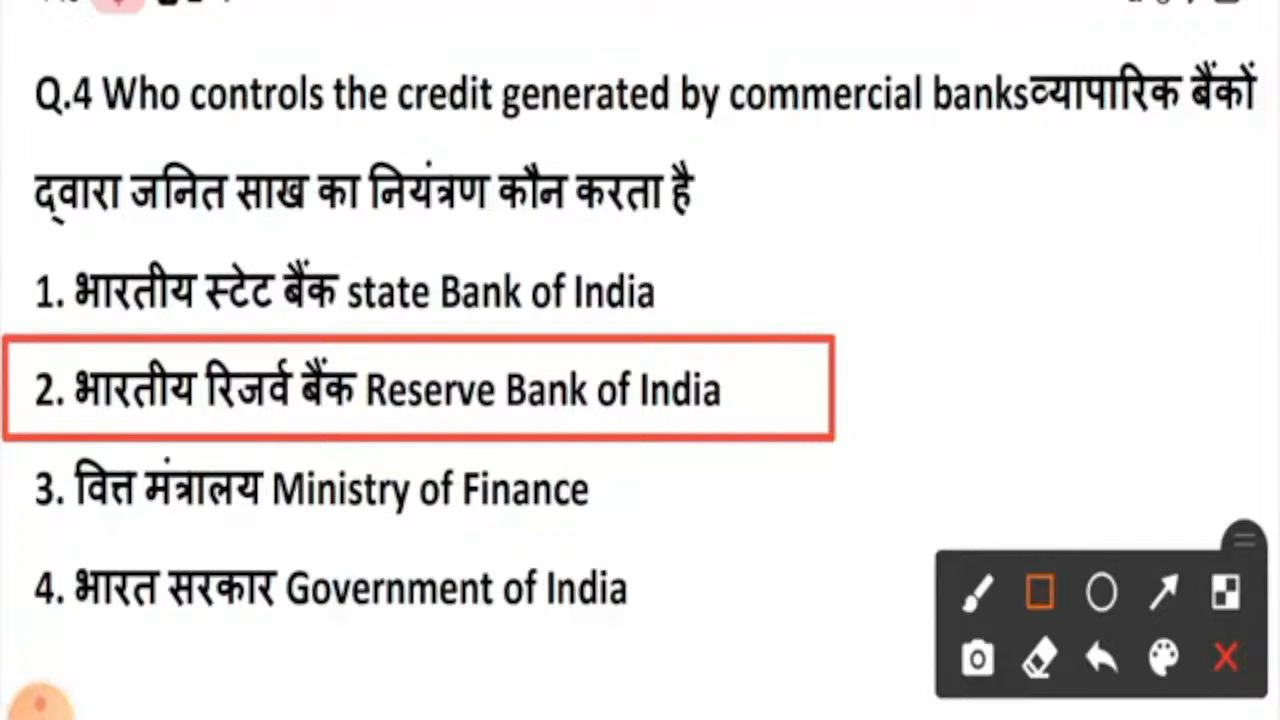 Q.4 Who controls the credit generated by commercial banksव्यापारिक बैंकों
द्वारा जनित साख का नियंत्रण कौन करता है
1. भारतीय स्टेट बैंक state Bank of India
2. भारतीय रिजर्व बैंक Reserve Bank of India
3. वित्त मंत्रालय Ministry of Finance
4. भारत सरकार Government of India